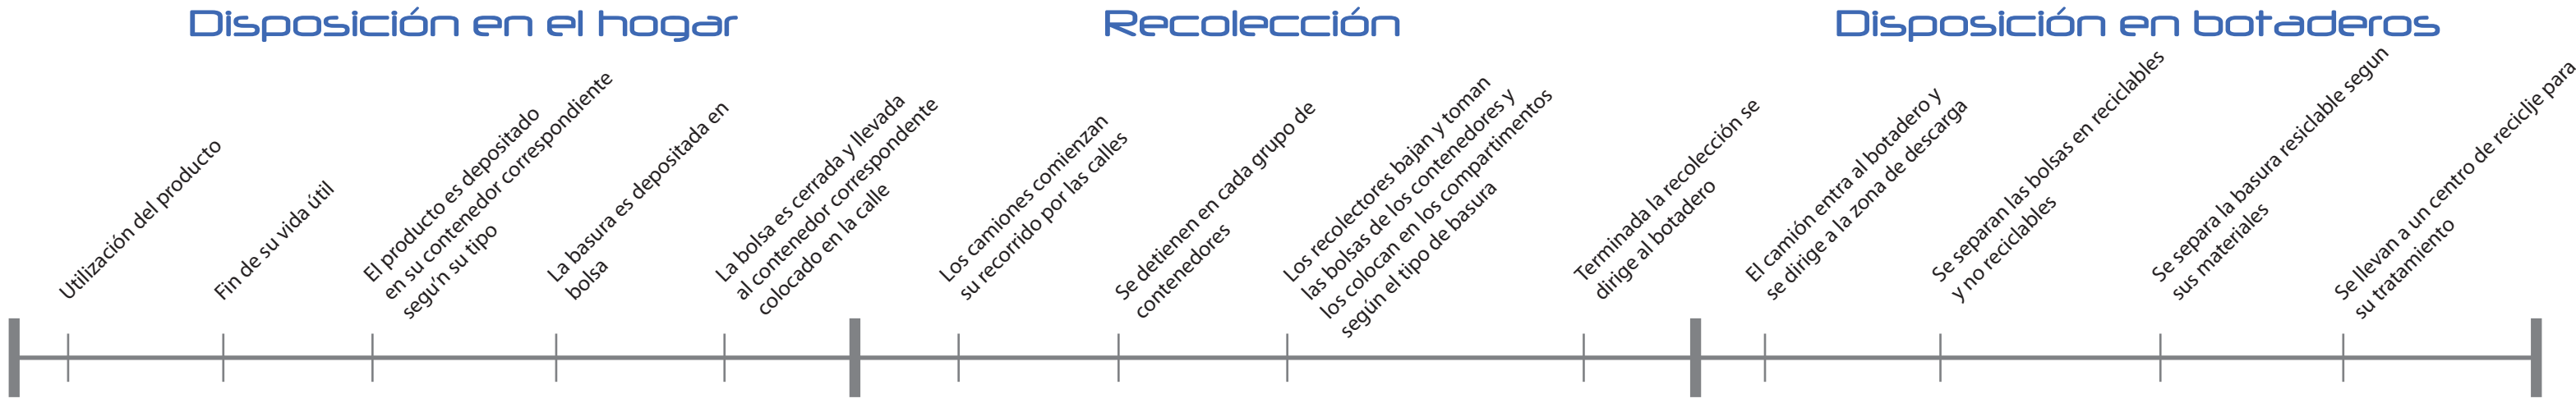 Disposición en el hogar
Recolección
Disposición en botaderos
Utilización del producto
Fin de su vida útil
El producto es depositado
en su contenedor correspondiente
segu'n su tipo
La basura es depositada en
bolsa
La bolsa es cerrada y llevada
al contenedor correspondente
colocado en la calle
Los camiones comienzan
su recorrido por las calles
Se detienen en cada grupo de
contenedores
Los recolectores bajan y toman
las bolsas de los contenedores y
los colocan en los compartimentos
según el tipo de basura
Terminada la recolección se
dirige al botadero
El camión entra al botadero y
se dirige a la zona de descarga
Se separan las bolsas en reciclables
y no reciclables
Se separa la basura resiclable segun
sus materiales
Se llevan a un centro de reciclje para
su tratamiento